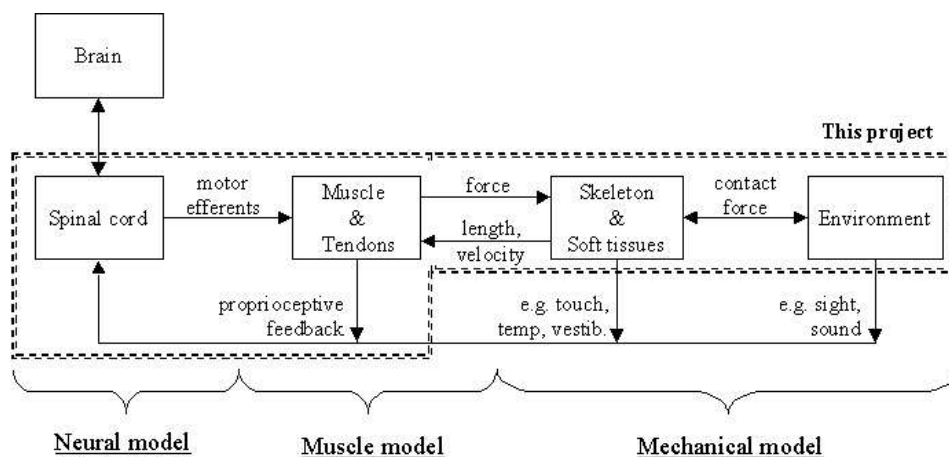 Brain
This project
Spinal cord
motor
efferents
Muscle
&
Tendons
force
length,
velocity
Skeleton
&
Soft tissues
contact
force
Environment
proprioceptive
feedback
e.g. touch,
temp, vestib.
e.g. sight,
sound
Neural model
Muscle model
Mechanical model